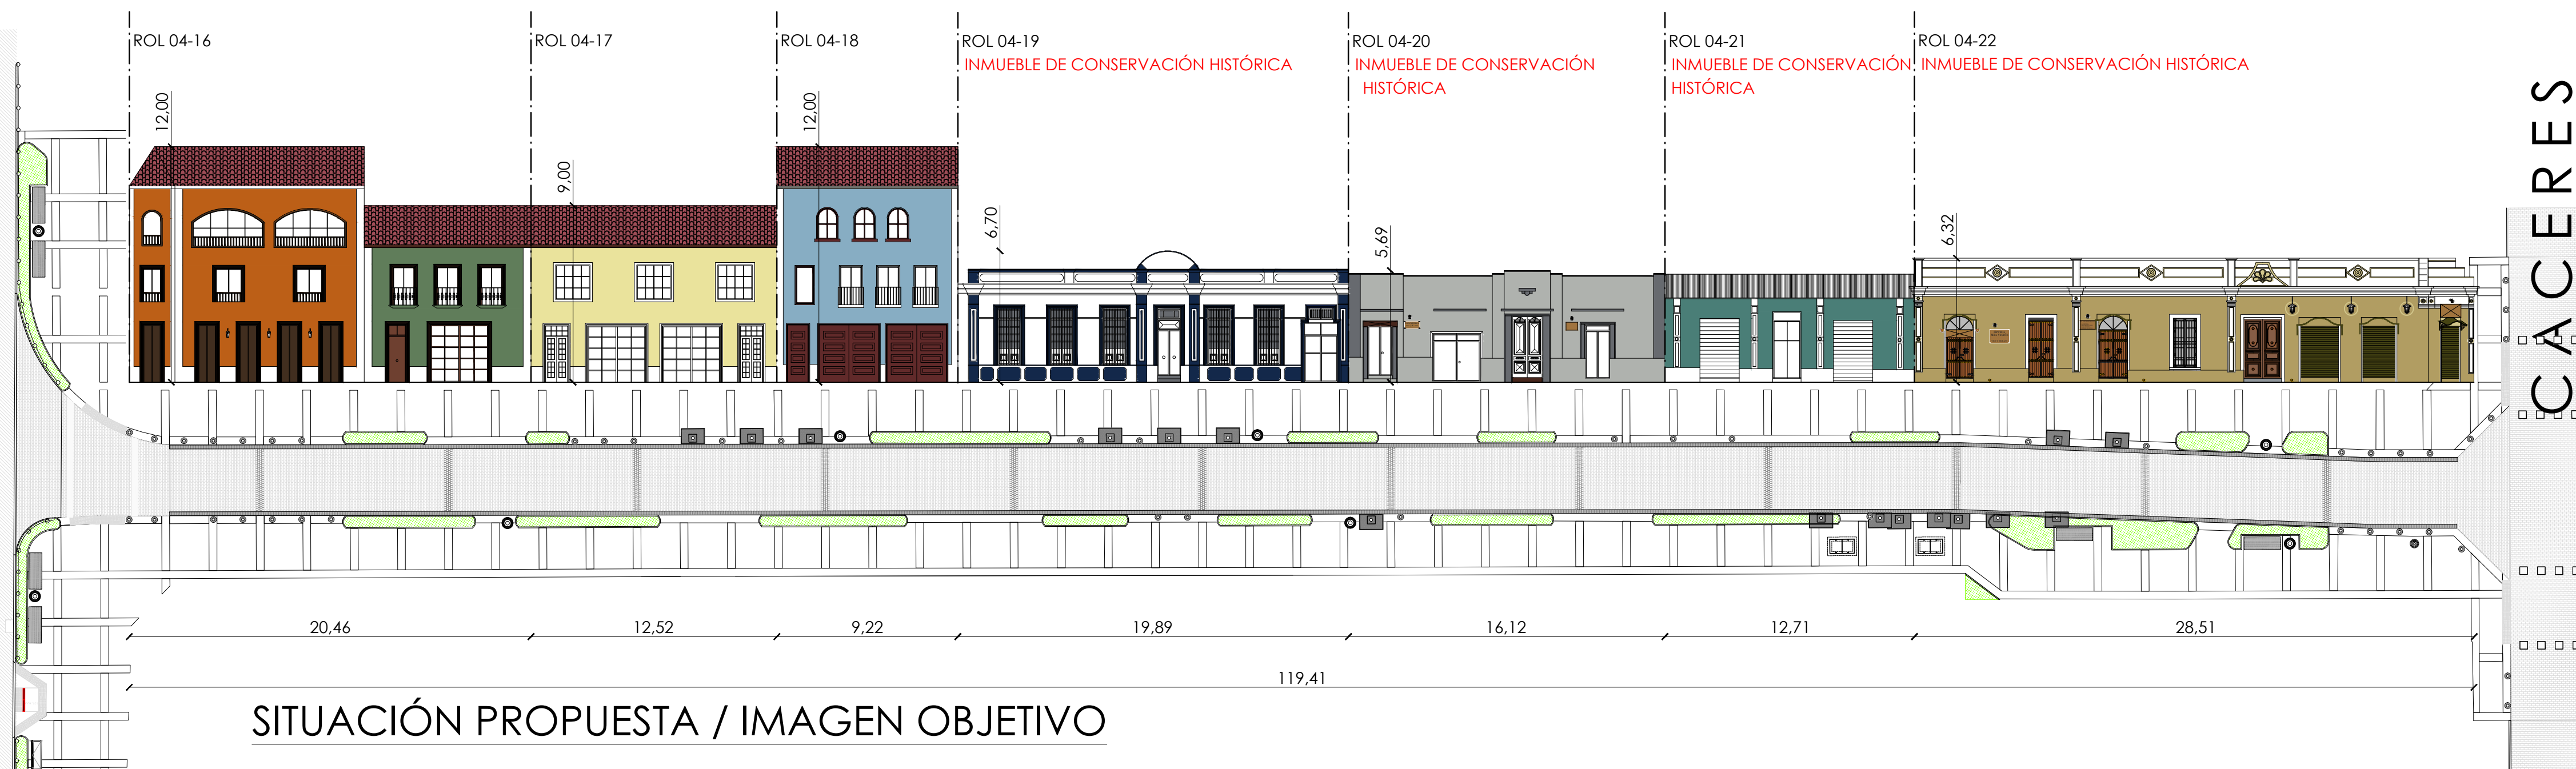 ROL 04-16
ROL 04-17
ROL 04-18
ROL 04-19
INMUEBLE DE CONSERVACIÓN HISTÓRICA
ROL 04-20
INMUEBLE DE CONSERVACIÓN
HISTÓRICA
ROL 04-21
INMUEBLE DE CONSERVACIÓN
HISTÓRICA
ROL 04-22
INMUEBLE DE CONSERVACIÓN HISTÓRICA
12,00
9,00
12,00
6,70
5,69
6,32
CACERES
20,46
12,52
9,22
19,89
16,12
12,71
28,51
119,41
SITUACIÓN PROPUESTA / IMAGEN OBJETIVO